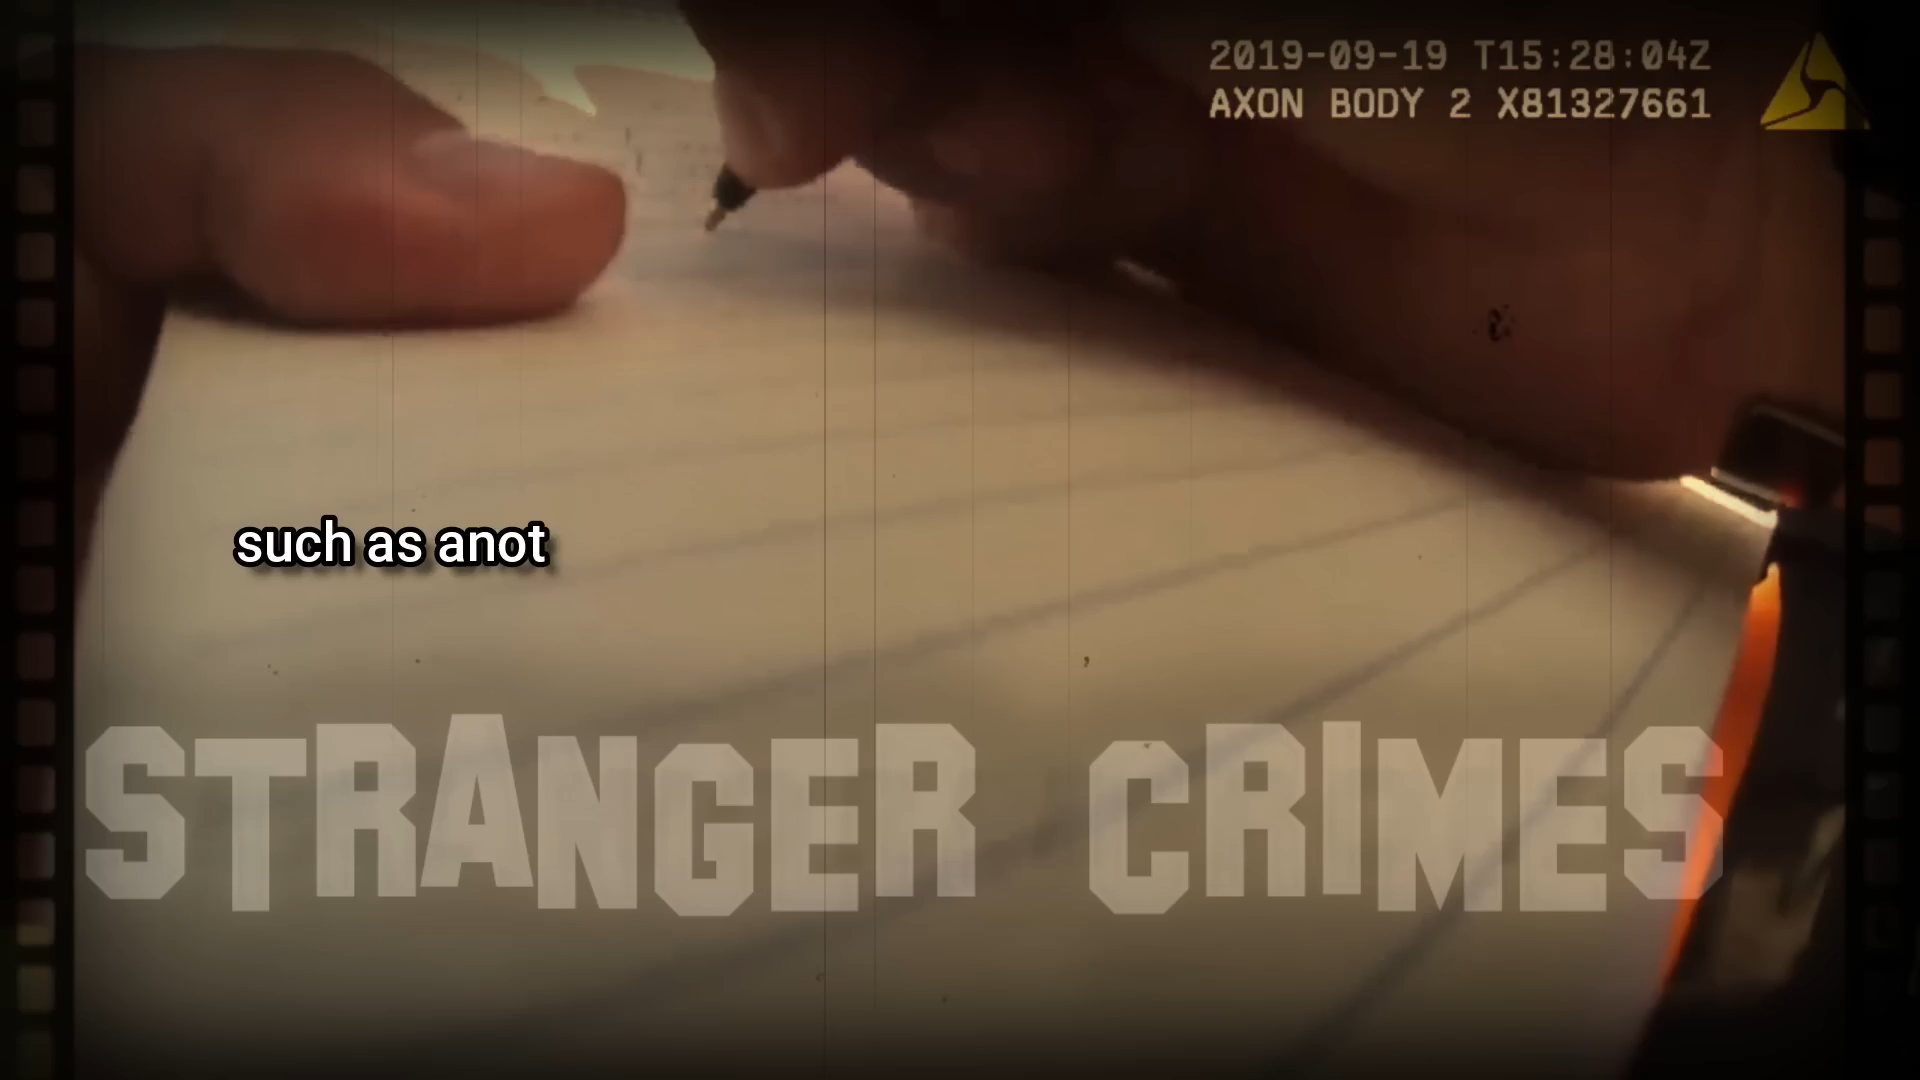 2019-09-19 T15:28:04Z
AXON BODY 2 X81327661
such as anot
STRANGER CRIMES